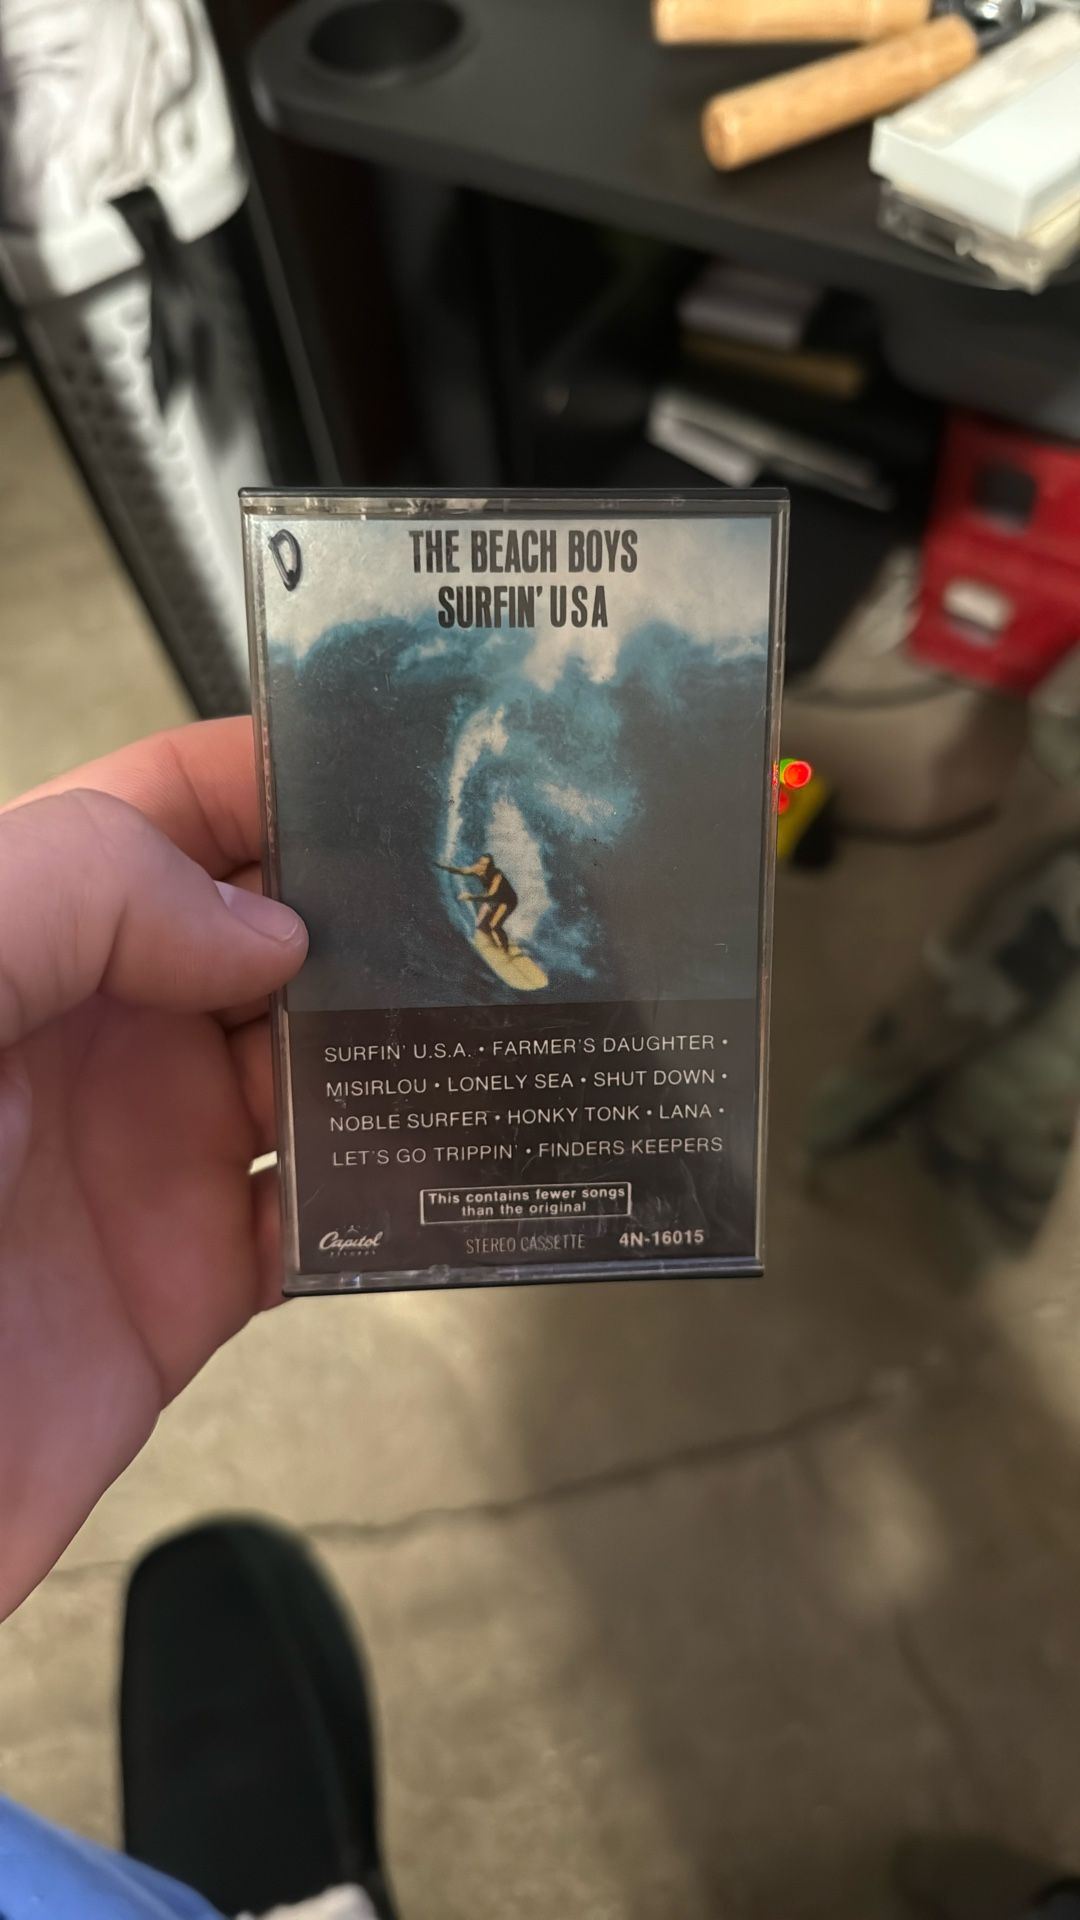 D
THE BEACH BOYS
SURFIN' USA
SURFIN' U.S.A. • FARMER'S DAUGHTER •
MISIRLOU • LONELY SEA • SHUT DOWN •
NOBLE SURFER • HONKY TONK • LANA •
LET'S GO TRIPPIN' • FINDERS KEEPERS
This contains fewer songs
than the original
Capitol
RECORDS
STEREO CASSETTE
4N-16015